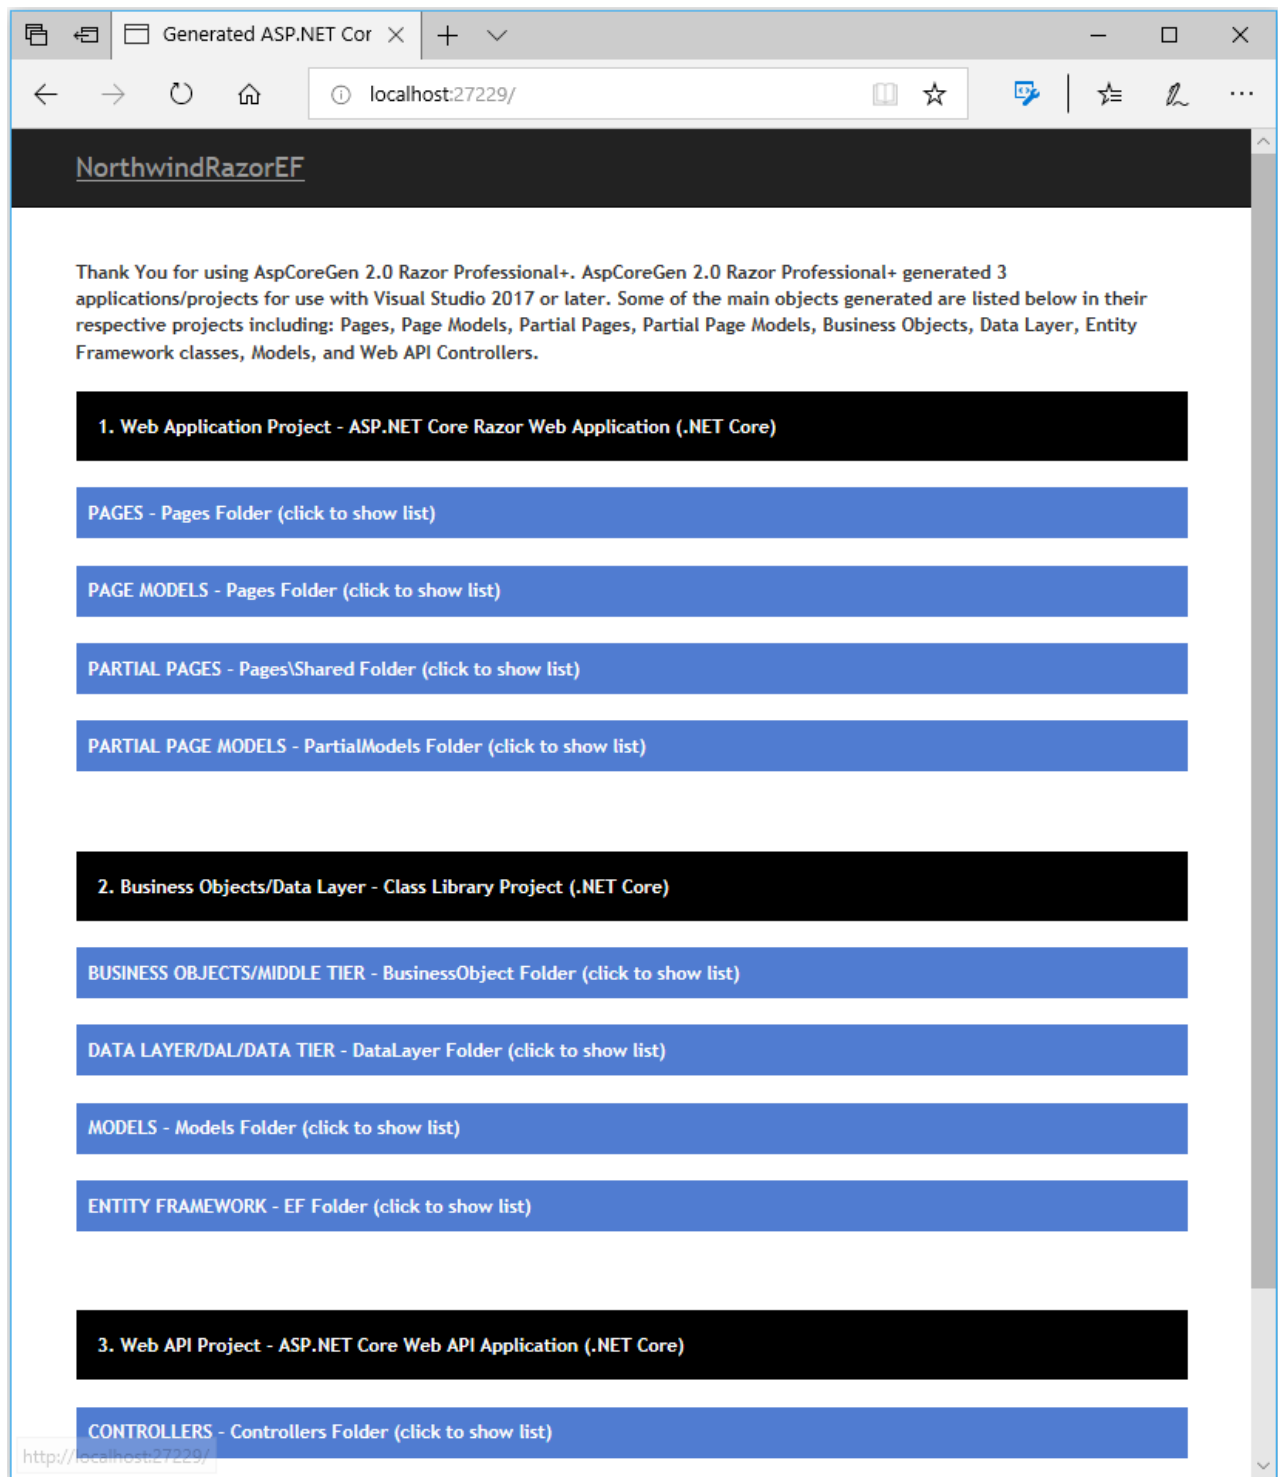 Generated ASP.NET Cor
localhost:27229/
NorthwindRazorEF
Thank You for using AspCoreGen 2.0 Razor Professional+. AspCoreGen 2.0 Razor Professional+ generated 3
applications/projects for use with Visual Studio 2017 or later. Some of the main objects generated are listed below in their
respective projects including: Pages, Page Models, Partial Pages, Partial Page Models, Business Objects, Data Layer, Entity
Framework classes, Models, and Web API Controllers.
1. Web Application Project - ASP.NET Core Razor Web Application (.NET Core)
PAGES - Pages Folder (click to show list)
PAGE MODELS - Pages Folder (click to show list)
PARTIAL PAGES - Pages\Shared Folder (click to show list)
PARTIAL PAGE MODELS - PartialModels Folder (click to show list)
2. Business Objects/Data Layer - Class Library Project (.NET Core)
BUSINESS OBJECTS/MIDDLE TIER - BusinessObject Folder (click to show list)
DATA LAYER/DAL/DATA TIER - DataLayer Folder (click to show list)
MODELS - Models Folder (click to show list)
ENTITY FRAMEWORK - EF Folder (click to show list)
3. Web API Project - ASP.NET Core Web API Application (.NET Core)
CONTROLLERS - Controllers Folder (click to show list)
http://localhost:27229/